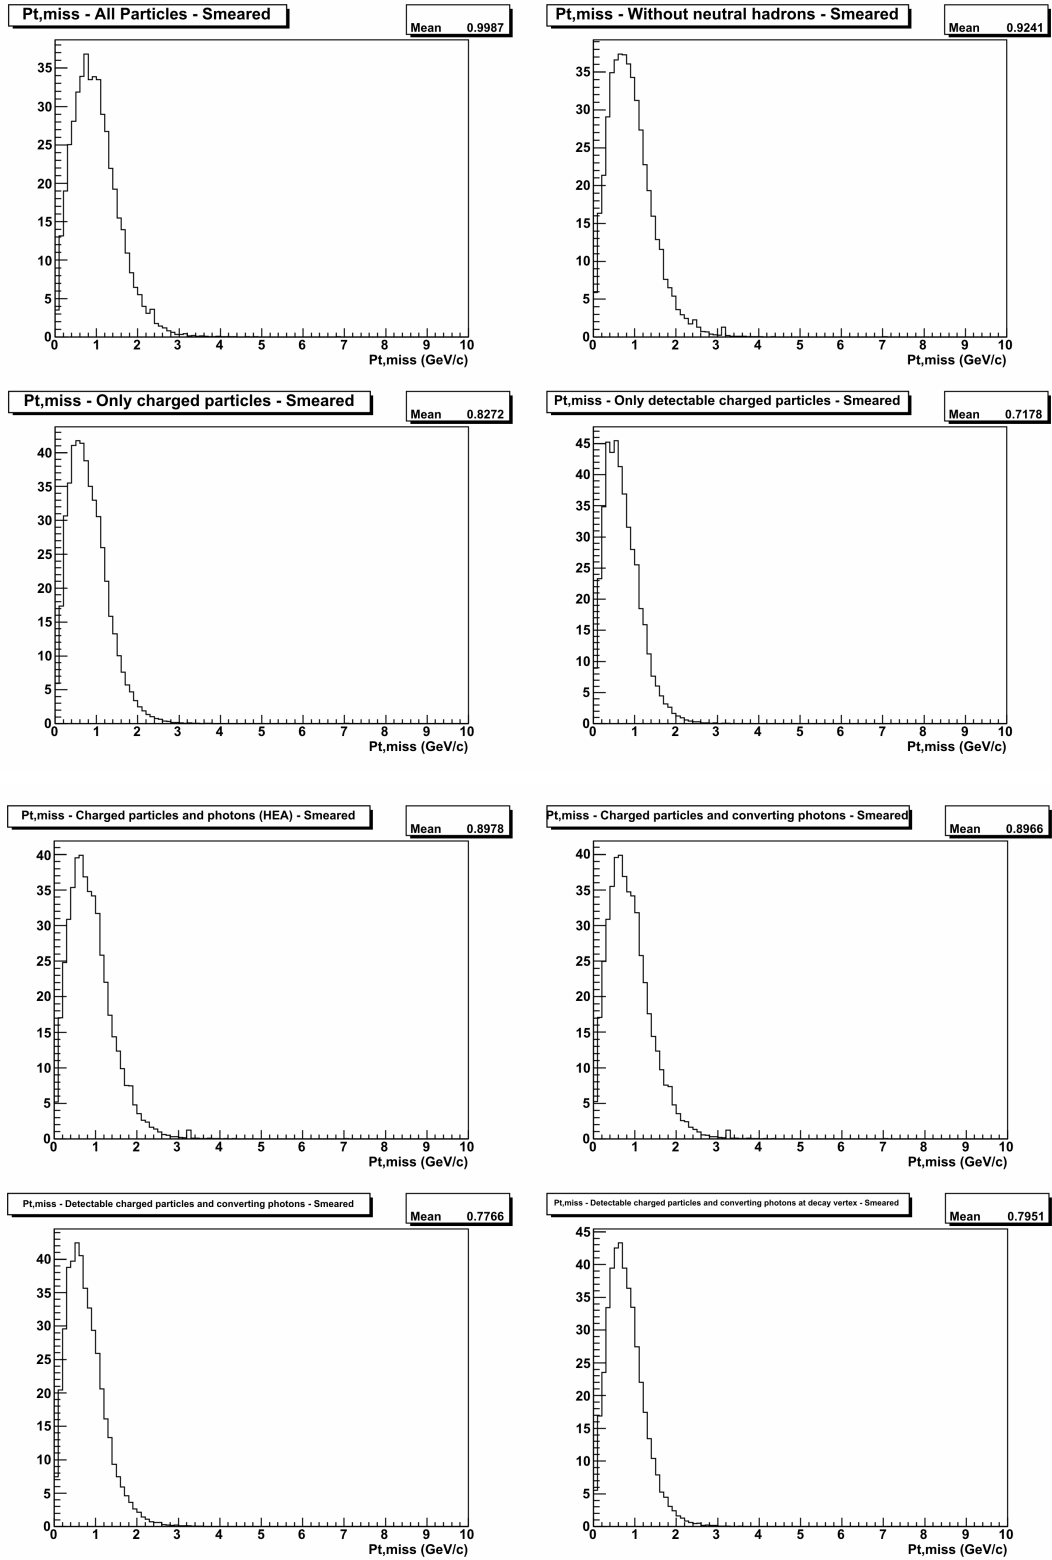 Pt,miss - All Particles - Smeared
Mean 0.9987
35
30
25
20
15
10
5
0
0 1 2 3 4 5 6 7 8 9 10
Pt,miss (GeV/c)
Pt,miss - Without neutral hadrons - Smeared
Mean 0.9241
35
30
25
20
15
10
5
0
0 1 2 3 4 5 6 7 8 9 10
Pt,miss (GeV/c)
Pt,miss - Only charged particles - Smeared
Mean 0.8272
40
35
30
25
20
15
10
5
0
0 1 2 3 4 5 6 7 8 9 10
Pt,miss (GeV/c)
Pt,miss - Only detectable charged particles - Smeared
Mean 0.7178
45
40
35
30
25
20
15
10
5
0
0 1 2 3 4 5 6 7 8 9 10
Pt,miss (GeV/c)
Pt,miss - Charged particles and photons (HEA) - Smeared
Mean 0.8978
40
35
30
25
20
15
10
5
0
0 1 2 3 4 5 6 7 8 9 10
Pt,miss (GeV/c)
Pt,miss - Charged particles and converting photons - Smeared
Mean 0.8966
40
35
30
25
20
15
10
5
0
0 1 2 3 4 5 6 7 8 9 10
Pt,miss (GeV/c)
Pt,miss - Detectable charged particles and converting photons - Smeared
Mean 0.7766
40
35
30
25
20
15
10
5
0
0 1 2 3 4 5 6 7 8 9 10
Pt,miss (GeV/c)
Pt,miss - Detectable charged particles and converting photons at decay vertex - Smeared
Mean 0.7951
45
40
35
30
25
20
15
10
5
0
0 1 2 3 4 5 6 7 8 9 10
Pt,miss (GeV/c)